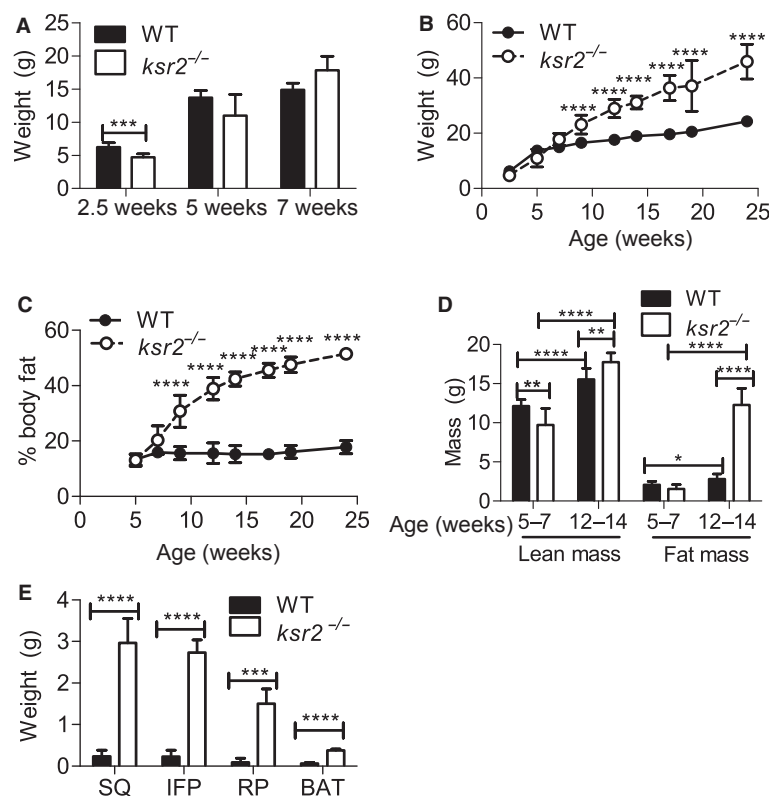 A
WT
ksr2−/−
Weight (g)
25
20
15
10
5
0
***
2.5 weeks 5 weeks 7 weeks
B
WT
ksr2−/−
Weight (g)
60
40
20
0
**** **** **** **** **** ****
0 5 10 15 20 25
Age (weeks)
C
WT
ksr2−/−
% body fat
60
40
20
0
**** **** **** **** **** ****
0 5 10 15 20 25
Age (weeks)
D
WT
ksr2−/−
Mass (g)
20
15
10
5
0
****
**
****
**
****
****
*
Age (weeks) 5–7 12–14 5–7 12–14
Lean mass Fat mass
E
WT
ksr2 −/−
Weight (g)
4
3
2
1
0
**** **** *** ****
SQ IFP RP BAT